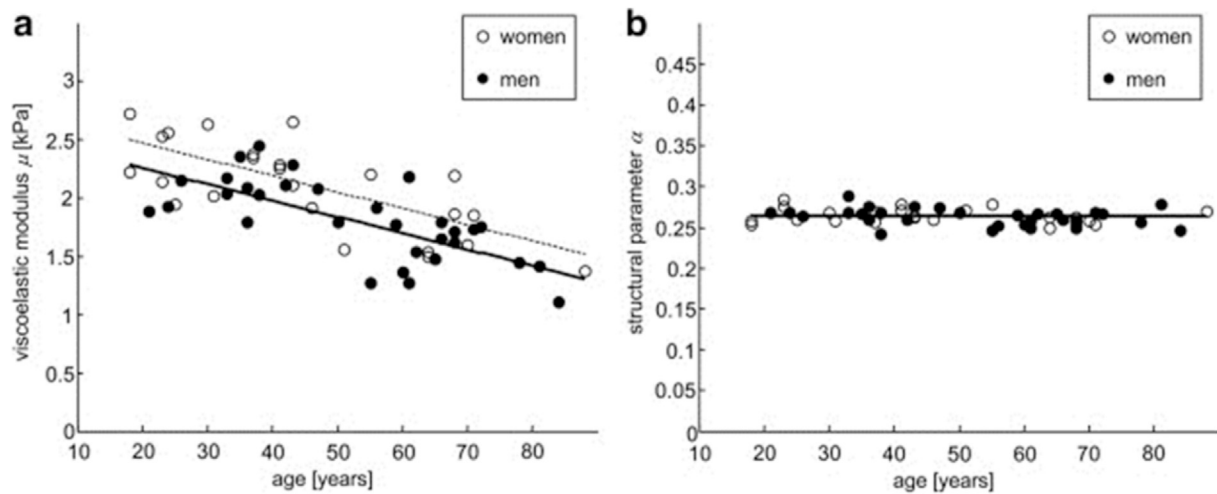 a
women
men
viscoelastic modulus μ [kPa]
3
2.5
2
1.5
1
0.5
0
10 20 30 40 50 60 70 80
age [years]
b
women
men
structural parameter α
0.45
0.4
0.35
0.3
0.25
0.2
0.15
0.1
0.05
0
10 20 30 40 50 60 70 80
age [years]